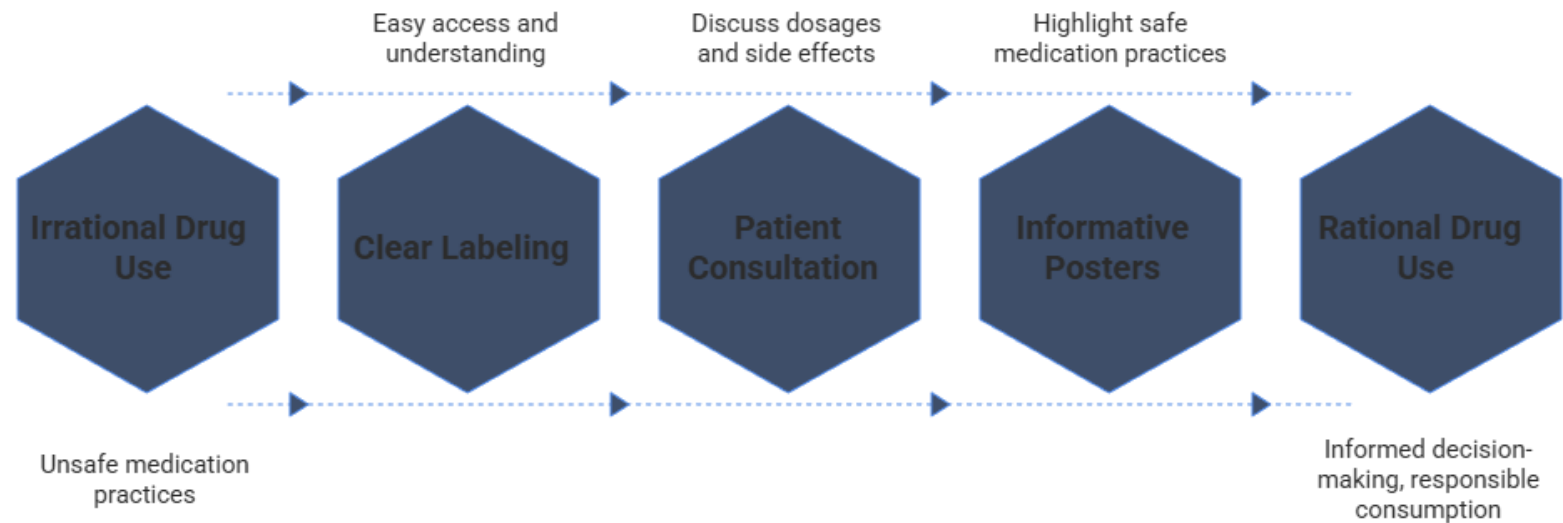 Easy access and
understanding
Discuss dosages
and side effects
Highlight safe
medication practices
Irrational Drug
Use
Clear Labeling
Patient
Consultation
Informative
Posters
Rational Drug
Use
Unsafe medication
practices
Informed decision-
making, responsible
consumption